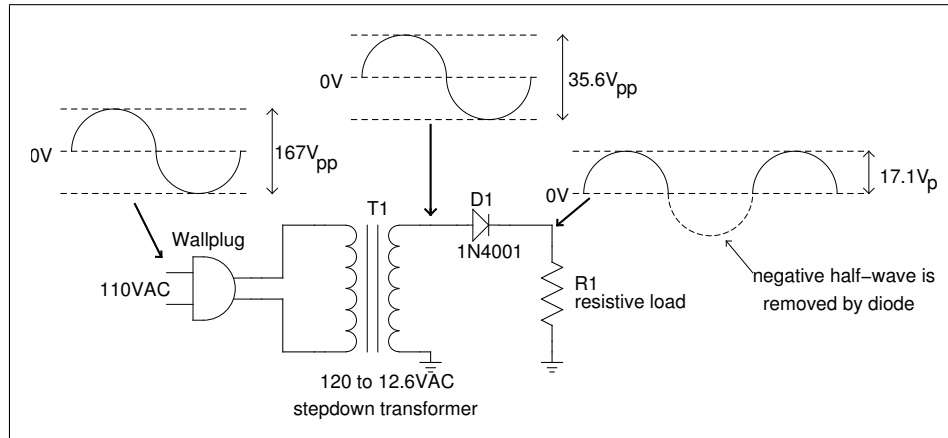 0V
35.6Vpp
0V
167Vpp
0V
17.1Vp
T1
D1
Wallplug
1N4001
110VAC
R1
resistive load
negative half-wave is
removed by diode
120 to 12.6VAC
stepdown transformer